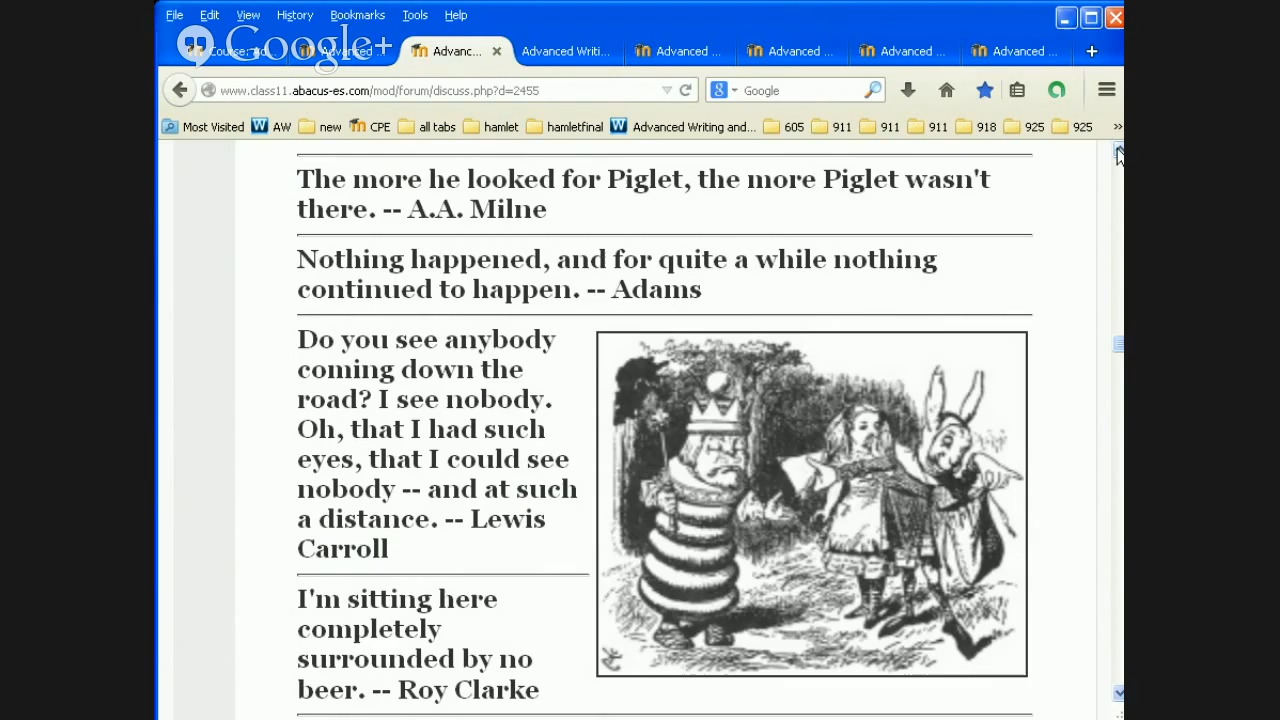 File Edit View History Bookmarks Tools Help
Google+
Advanc... Advanced Writi... Advanced ... Advanced ... Advanced ... Advanced ...
www.class11.abacus-es.com/mod/forum/discuss.php?d=2455 Google
Most Visited AW new CPE all tabs hamlet hamletfinal Advanced Writing and... 605 911 911 911 918 925 925 »
The more he looked for Piglet, the more Piglet wasn't
there. -- A.A. Milne
Nothing happened, and for quite a while nothing
continued to happen. -- Adams
Do you see anybody
coming down the
road? I see nobody.
Oh, that I had such
eyes, that I could see
nobody -- and at such
a distance. -- Lewis
Carroll
I'm sitting here
completely
surrounded by no
beer. -- Roy Clarke